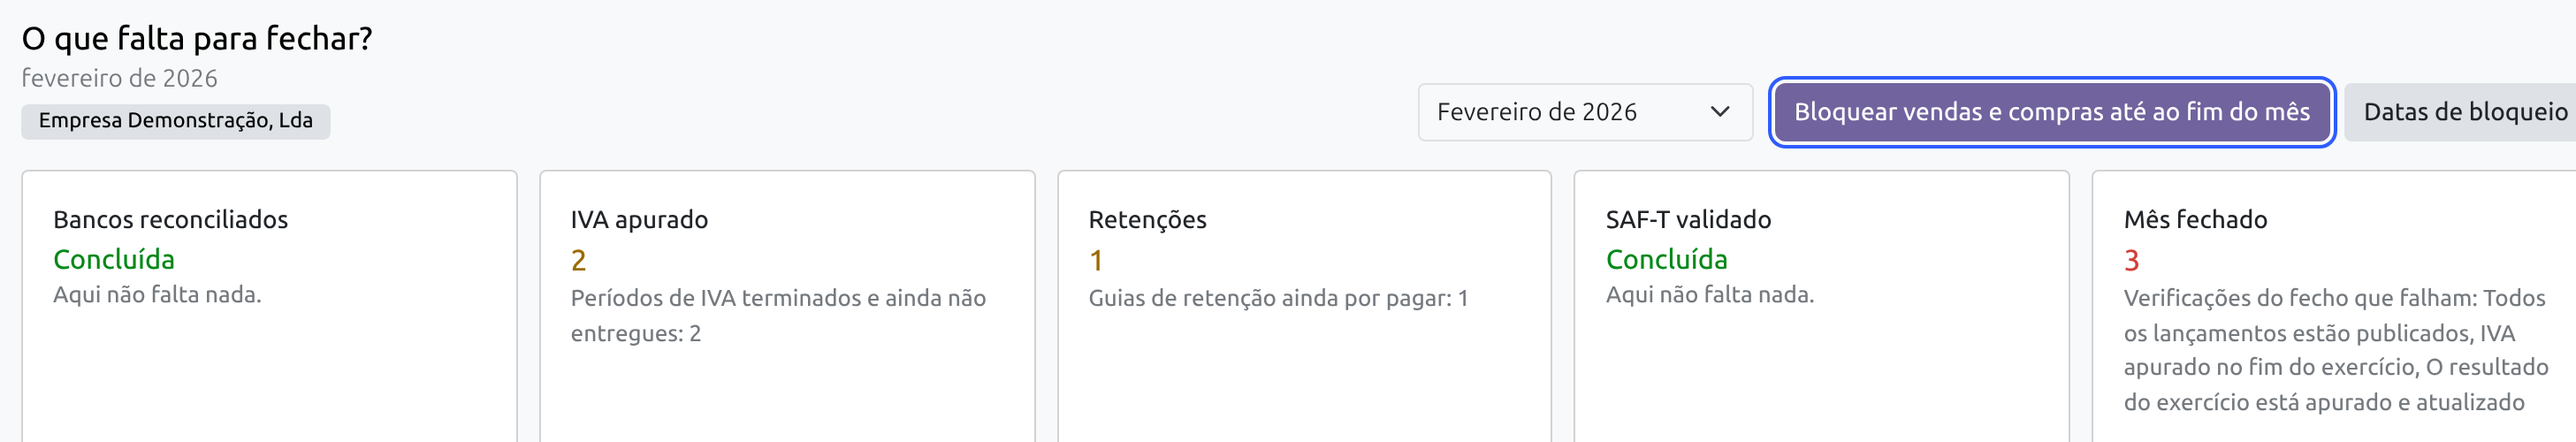 O que falta para fechar?
fevereiro de 2026
Empresa Demonstração, Lda
Fevereiro de 2026
Bloquear vendas e compras até ao fim do mês
Datas de bloqueio
Bancos reconciliados
Concluída
Aqui não falta nada.
IVA apurado
2
Períodos de IVA terminados e ainda não
entregues: 2
Retenções
1
Guias de retenção ainda por pagar: 1
SAF-T validado
Concluída
Aqui não falta nada.
Mês fechado
3
Verificações do fecho que falham: Todos
os lançamentos estão publicados, IVA
apurado no fim do exercício, O resultado
do exercício está apurado e atualizado